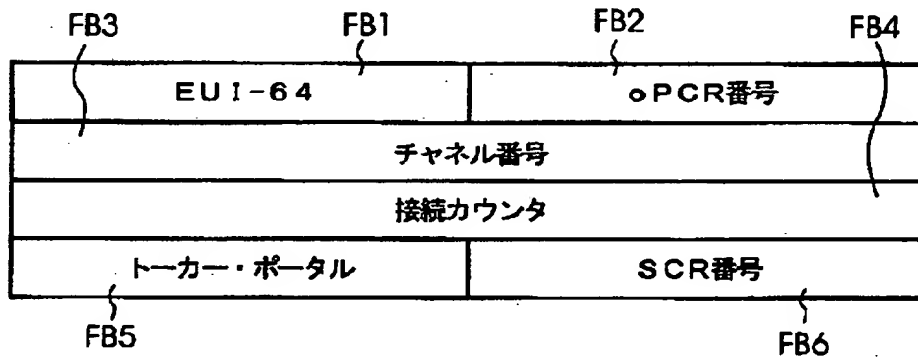 FB3 FB1 FB2 FB4
EUI-64 oPCR番号
チャネル番号
接続カウンタ
トーカー・ポータル SCR番号
FB5 FB6